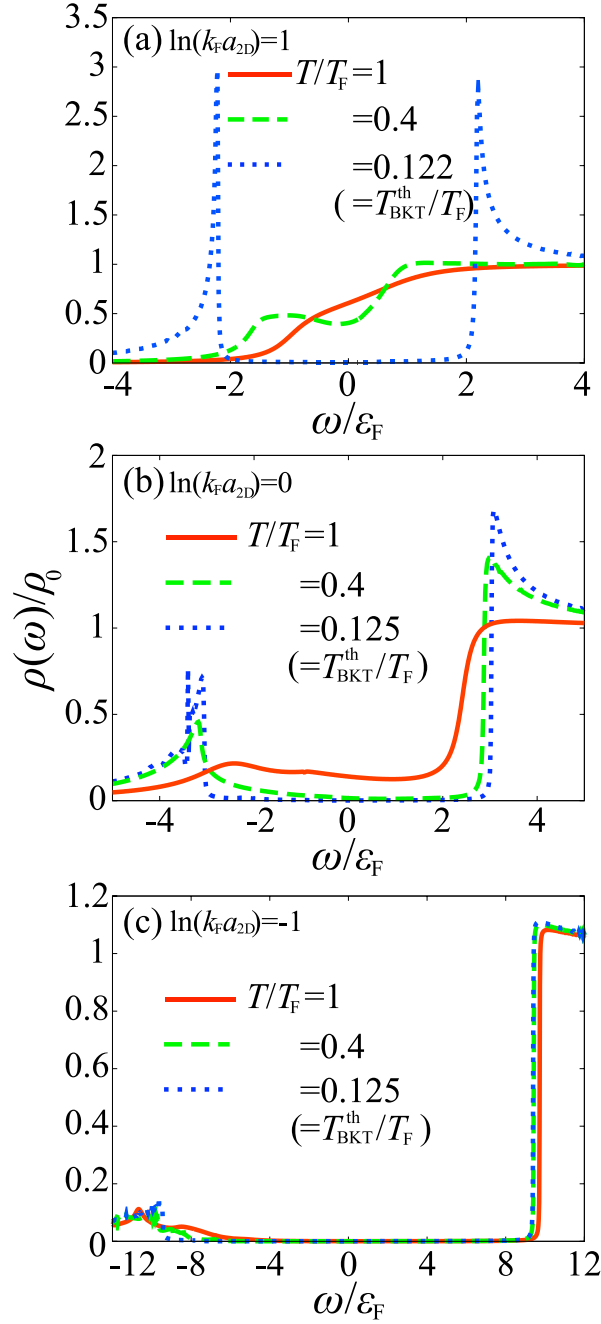 (a) ln(kFa2D)=1
T/TF=1
=0.4
=0.122
(=T^th_BKT/TF)
3.5
3
2.5
2
1.5
1
0.5
0
-4 -2 0 2 4
ω/εF
(b) ln(kFa2D)=0
T/TF=1
=0.4
=0.125
(=T^th_BKT/TF)
2
1.5
1
0.5
0
ρ(ω)/ρ0
-4 -2 0 2 4
ω/εF
(c) ln(kFa2D)=-1
T/TF=1
=0.4
=0.125
(=T^th_BKT/TF)
1.2
1
0.8
0.6
0.4
0.2
0
-12 -8 -4 0 4 8 12
ω/εF